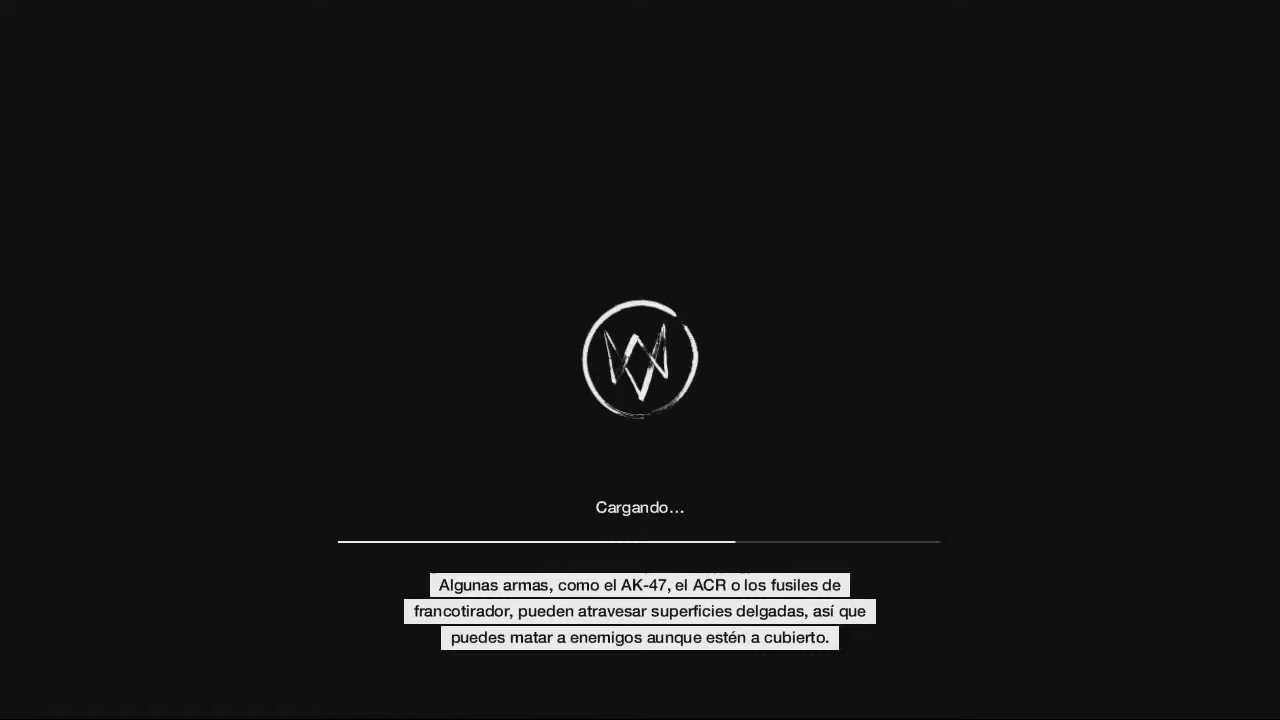 Cargando...
Algunas armas, como el AK-47, el ACR o los fusiles de
francotirador, pueden atravesar superficies delgadas, así que
puedes matar a enemigos aunque estén a cubierto.